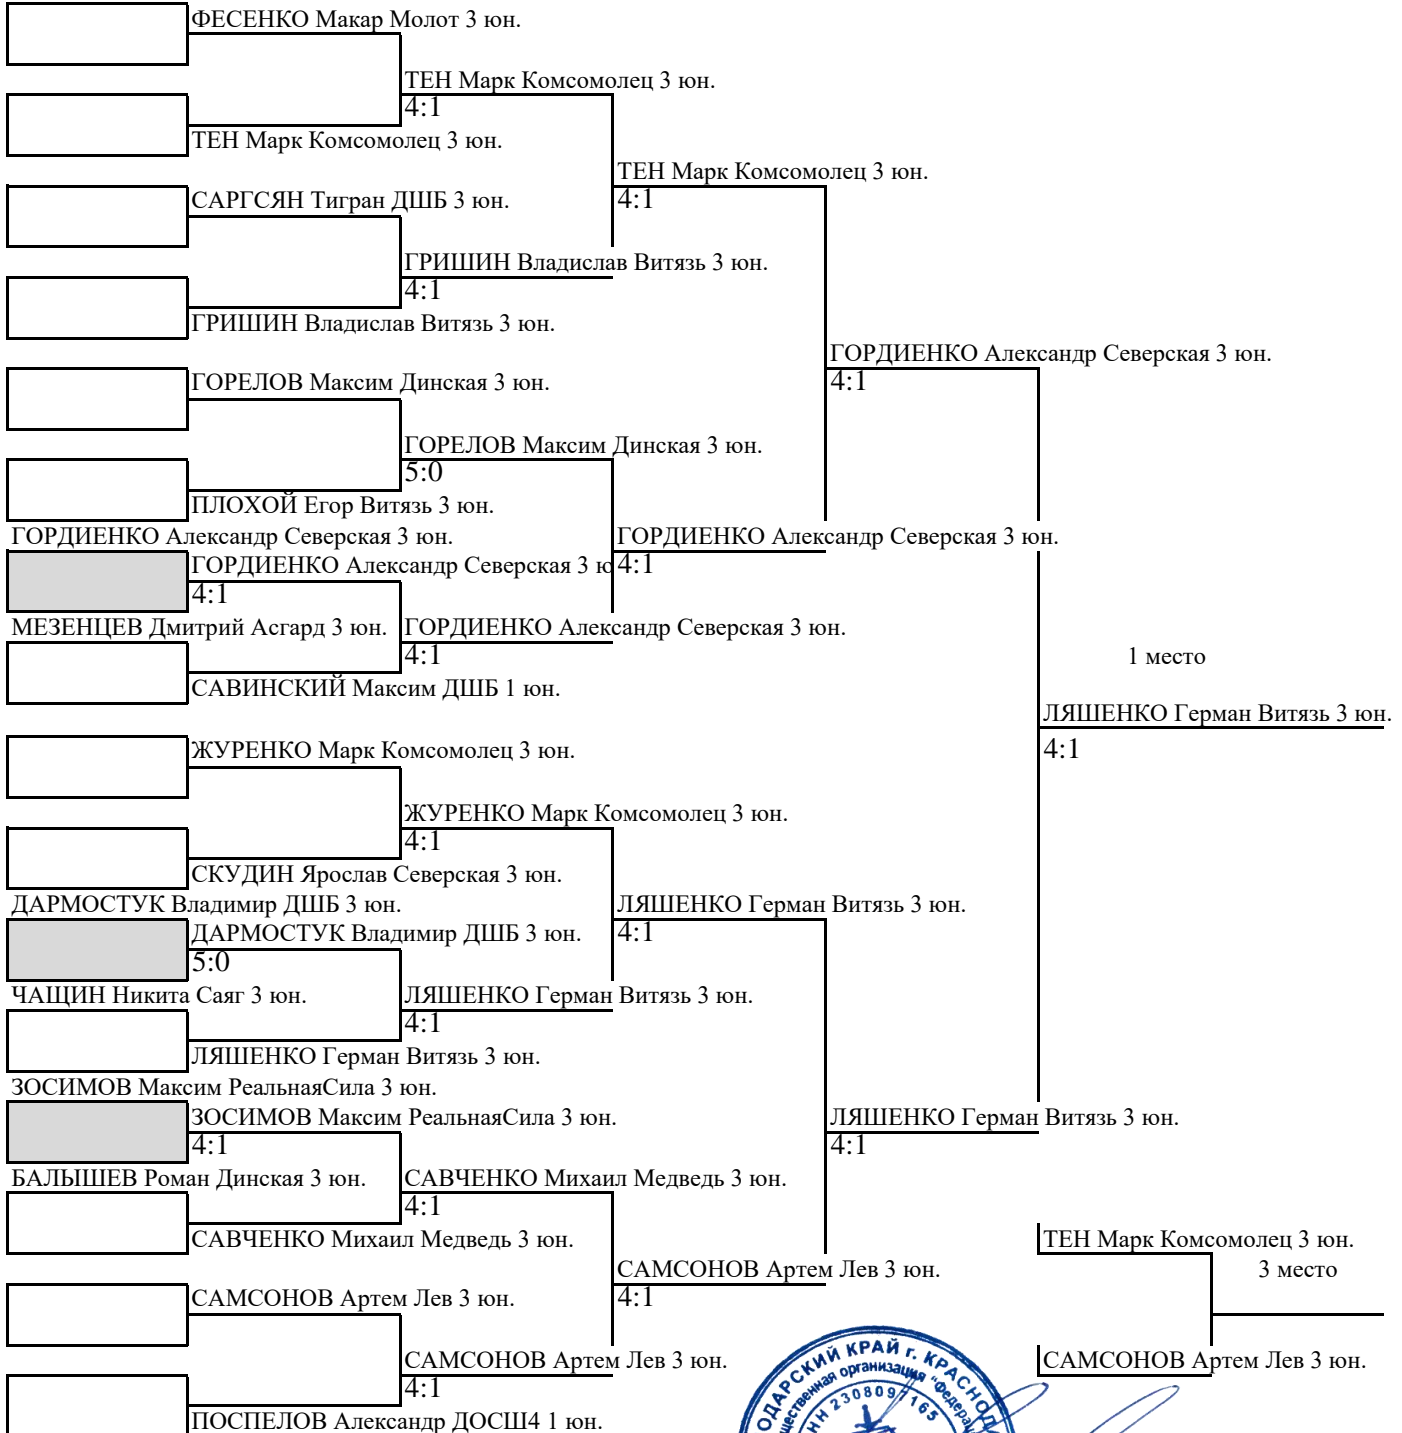 ФЕСЕНКО Макар Молот 3 юн.
ТЕН Марк Комсомолец 3 юн.
4:1
ТЕН Марк Комсомолец 3 юн.
ТЕН Марк Комсомолец 3 юн.
4:1
САРГСЯН Тигран ДШБ 3 юн.
ГРИШИН Владислав Витязь 3 юн.
4:1
ГРИШИН Владислав Витязь 3 юн.
ГОРДИЕНКО Александр Северская 3 юн.
4:1
ГОРЕЛОВ Максим Динская 3 юн.
ГОРЕЛОВ Максим Динская 3 юн.
5:0
ПЛОХОЙ Егор Витязь 3 юн.
ГОРДИЕНКО Александр Северская 3 юн.
ГОРДИЕНКО Александр Северская 3 юн.
4:1
ГОРДИЕНКО Александр Северская 3 ю
4:1
МЕЗЕНЦЕВ Дмитрий Асгард 3 юн.
ГОРДИЕНКО Александр Северская 3 юн.
4:1
САВИНСКИЙ Максим ДШБ 1 юн.
1 место
ЛЯШЕНКО Герман Витязь 3 юн.
4:1
ЖУРЕНКО Марк Комсомолец 3 юн.
ЖУРЕНКО Марк Комсомолец 3 юн.
4:1
СКУДИН Ярослав Северская 3 юн.
ДАРМОСТУК Владимир ДШБ 3 юн.
ЛЯШЕНКО Герман Витязь 3 юн.
4:1
ДАРМОСТУК Владимир ДШБ 3 юн.
5:0
ЧАЩИН Никита Саяг 3 юн.
ЛЯШЕНКО Герман Витязь 3 юн.
4:1
ЛЯШЕНКО Герман Витязь 3 юн.
ЗОСИМОВ Максим РеальнаяСила 3 юн.
ЗОСИМОВ Максим РеальнаяСила 3 юн.
4:1
ЛЯШЕНКО Герман Витязь 3 юн.
4:1
БАЛЫШЕВ Роман Динская 3 юн.
САВЧЕНКО Михаил Медведь 3 юн.
4:1
САВЧЕНКО Михаил Медведь 3 юн.
ТЕН Марк Комсомолец 3 юн.
САМСОНОВ Артем Лев 3 юн.
4:1
3 место
САМСОНОВ Артем Лев 3 юн.
САМСОНОВ Артем Лев 3 юн.
4:1
САМСОНОВ Артем Лев 3 юн.
ПОСПЕЛОВ Александр ДОСШ4 1 юн.
КРАЙ г.
организация